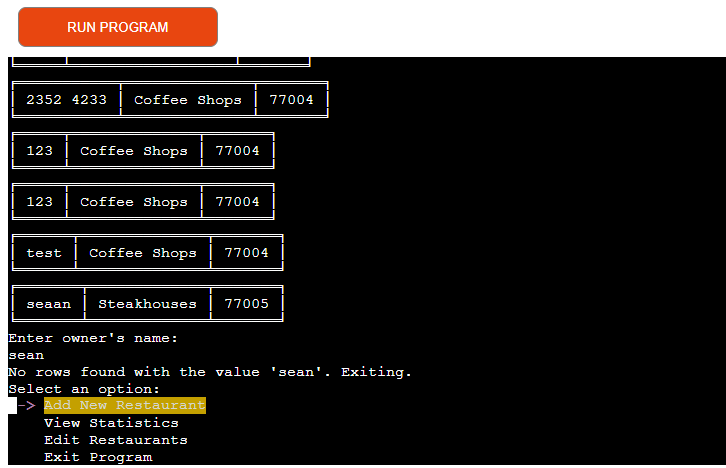 RUN PROGRAM
2352 4233 Coffee Shops 77004
123 Coffee Shops 77004
123 Coffee Shops 77004
test Coffee Shops 77004
seaan Steakhouses 77005
Enter owner's name:
sean
No rows found with the value 'sean'. Exiting.
Select an option:
-> Add New Restaurant
View Statistics
Edit Restaurants
Exit Program